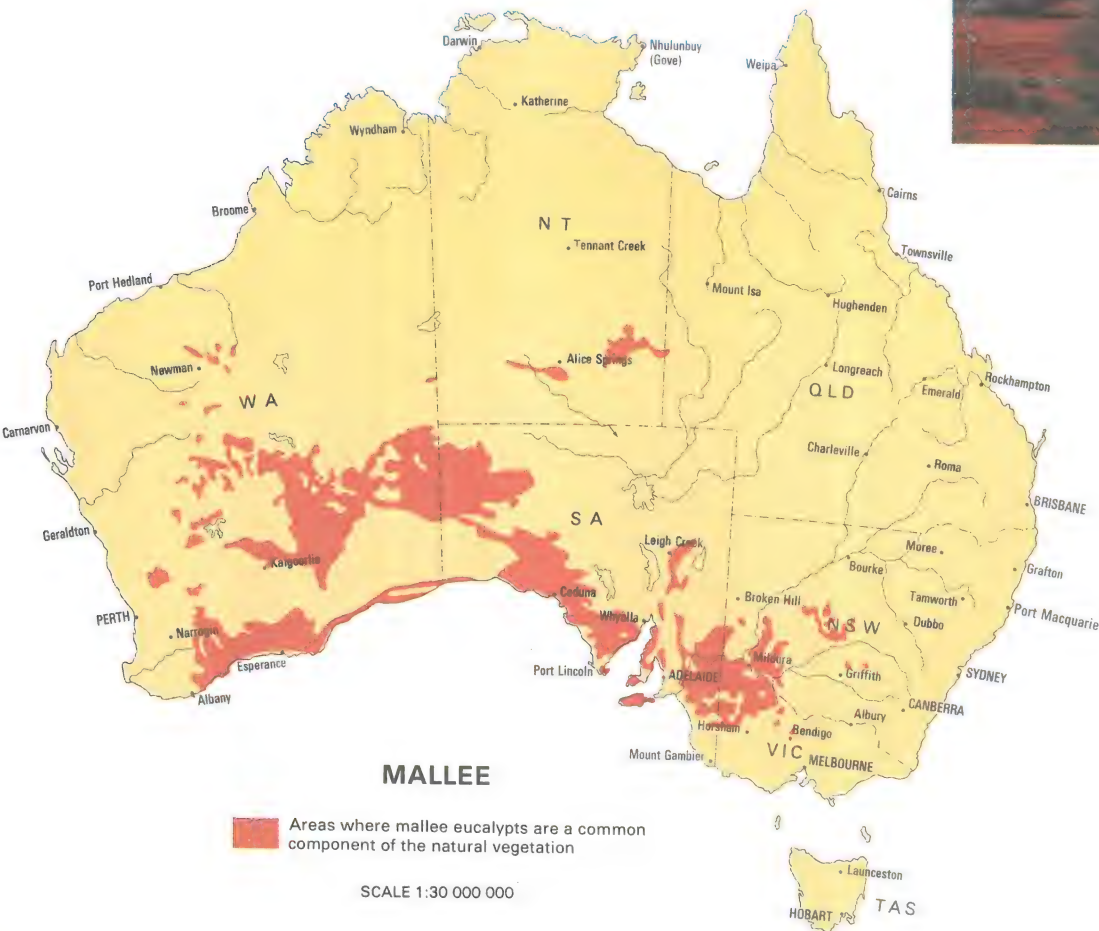 Darwin
Nhulunbuy
(Gove)
Weipa
Katherine
Wyndham
Cairns
Broome
N T
Tennant Creek
Townsville
Port Hedland
Mount Isa
Hughenden
Newman
Alice Springs
Longreach
Rockhampton
W A
QLD
Emerald
Carnarvon
Charleville
Roma
S A
BRISBANE
Geraldton
Leigh Creek
Moree
Kalgoorlie
Bourke
Grafton
Ceduna
Broken Hill
Tamworth
PERTH
Whyalla
NSW
Dubbo
Port Macquarie
Narrogin
Mildura
Esperance
Port Lincoln
ADELAIDE
Griffith
SYDNEY
Albany
CANBERRA
Albury
Horsham
Bendigo
Mount Gambier
VIC
MELBOURNE
MALLEE
Areas where mallee eucalypts are a common
component of the natural vegetation
SCALE 1:30 000 000
Launceston
HOBART
TAS